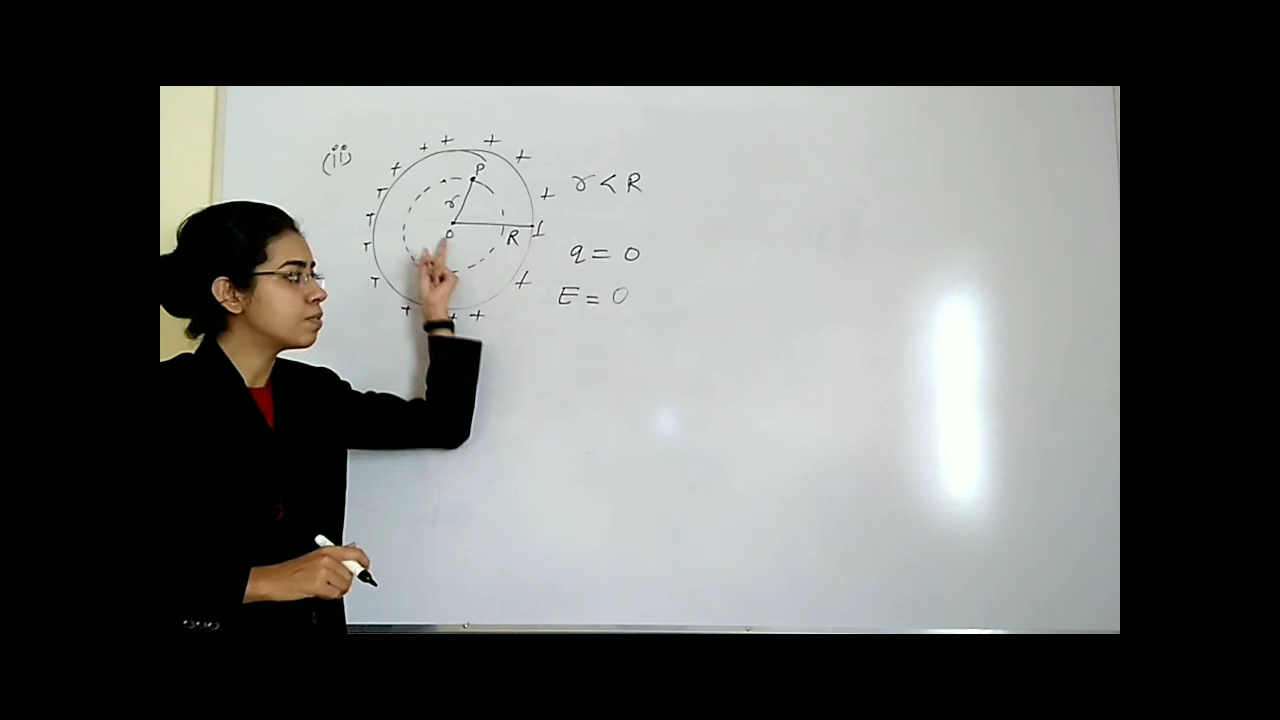 (ii)
P
r < R
r
O
R
q = 0
E = 0